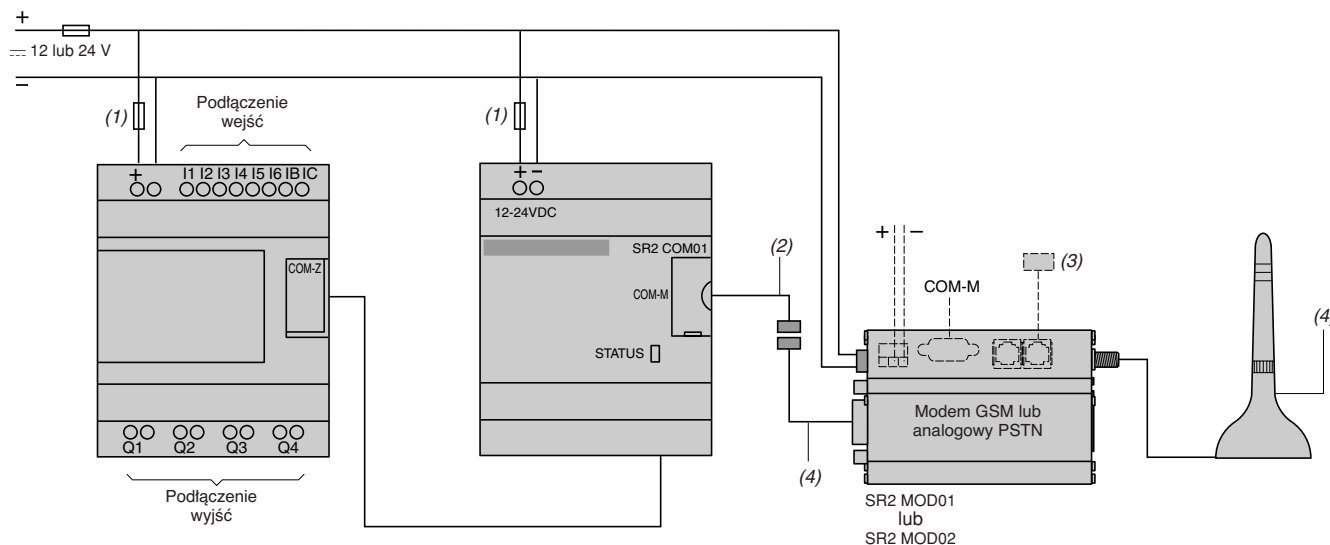 +
12 lub 24 V
−
(1)
Podłączenie
wejść
+
I1 I2 I3 I4 I5 I6 IB IC
COM-Z
Q1 Q2 Q3 Q4
Podłączenie
wyjść
(1)
+ −
12-24VDC
SR2 COM01
COM-M
STATUS
(2)
(4)
+ −
COM-M
(3)
Modem GSM lub
analogowy PSTN
SR2 MOD01
lub
SR2 MOD02
(4)